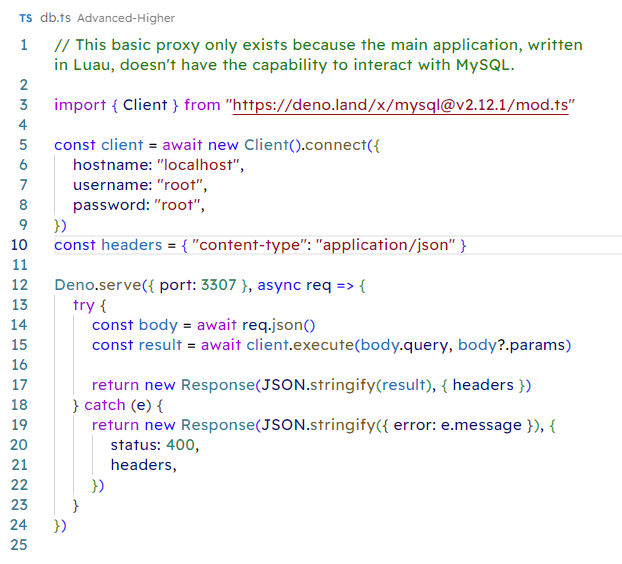 TS db.ts Advanced-Higher
1 // This basic proxy only exists because the main application, written
in Luau, doesn't have the capability to interact with MySQL.
2
3 import { Client } from "https://deno.land/x/mysql@v2.12.1/mod.ts"
4
5 const client = await new Client().connect({
6     hostname: "localhost",
7     username: "root",
8     password: "root",
9 })
10 const headers = { "content-type": "application/json" }
11
12 Deno.serve({ port: 3307 }, async req => {
13     try {
14         const body = await req.json()
15         const result = await client.execute(body.query, body?.params)
16
17         return new Response(JSON.stringify(result), { headers })
18     } catch (e) {
19         return new Response(JSON.stringify({ error: e.message }), {
20             status: 400,
21             headers,
22         })
23     }
24 })
25